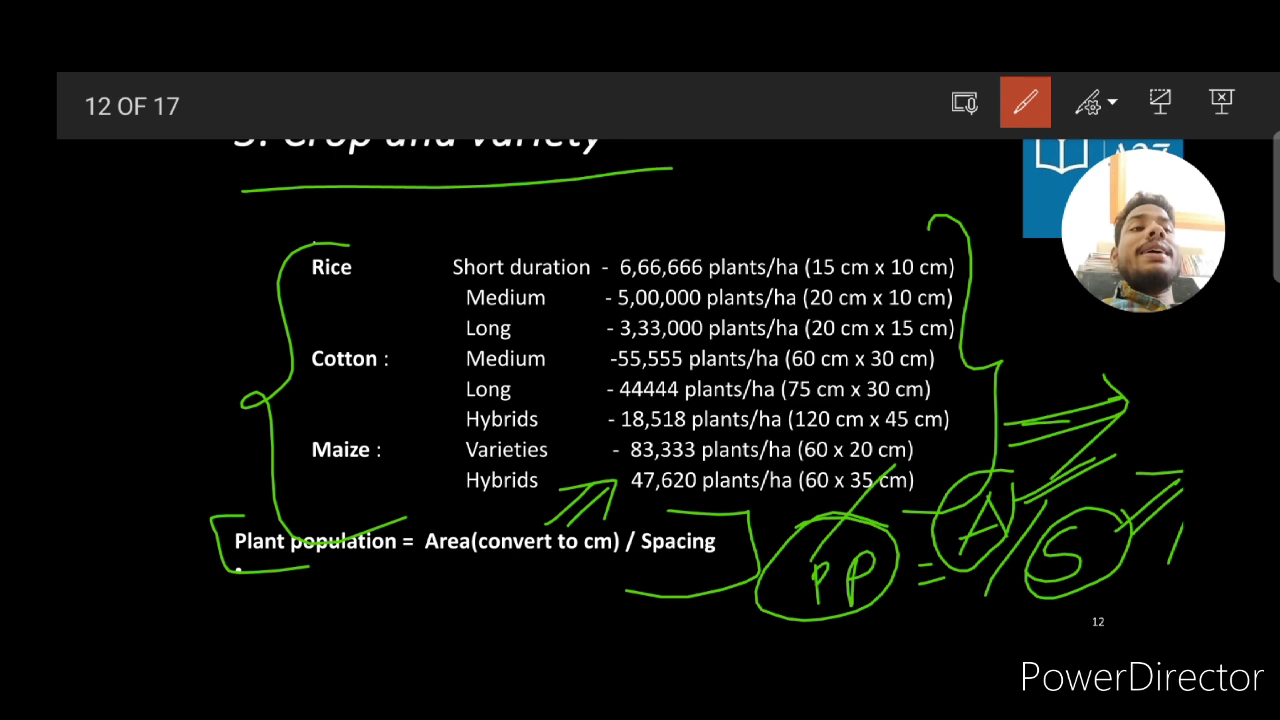 12 OF 17
3. Crop and variety
Rice Short duration - 6,66,666 plants/ha (15 cm x 10 cm)
Medium - 5,00,000 plants/ha (20 cm x 10 cm)
Long - 3,33,000 plants/ha (20 cm x 15 cm)
Cotton : Medium -55,555 plants/ha (60 cm x 30 cm)
Long - 44444 plants/ha (75 cm x 30 cm)
Hybrids - 18,518 plants/ha (120 cm x 45 cm)
Maize : Varieties - 83,333 plants/ha (60 x 20 cm)
Hybrids 47,620 plants/ha (60 x 35 cm)
Plant population = Area(convert to cm) / Spacing
PP = A/S
12
PowerDirector